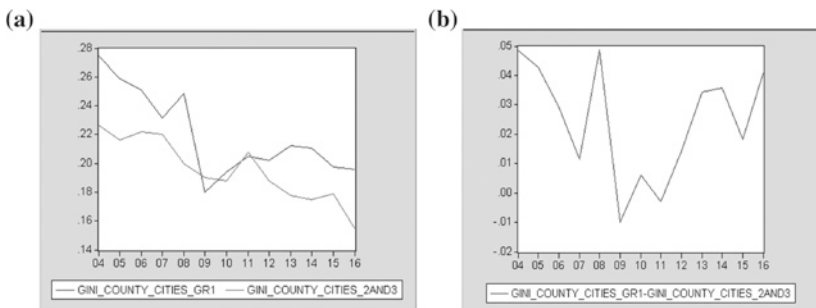 (a)
.28
.26
.24
.22
.20
.18
.16
.14
04 05 06 07 08 09 10 11 12 13 14 15 16
GINI_COUNTY_CITIES_GR1 GINI_COUNTY_CITIES_2AND3
(b)
.05
.04
.03
.02
.01
.00
-.01
-.02
04 05 06 07 08 09 10 11 12 13 14 15 16
GINI_COUNTY_CITIES_GR1-GINI_COUNTY_CITIES_2AND3